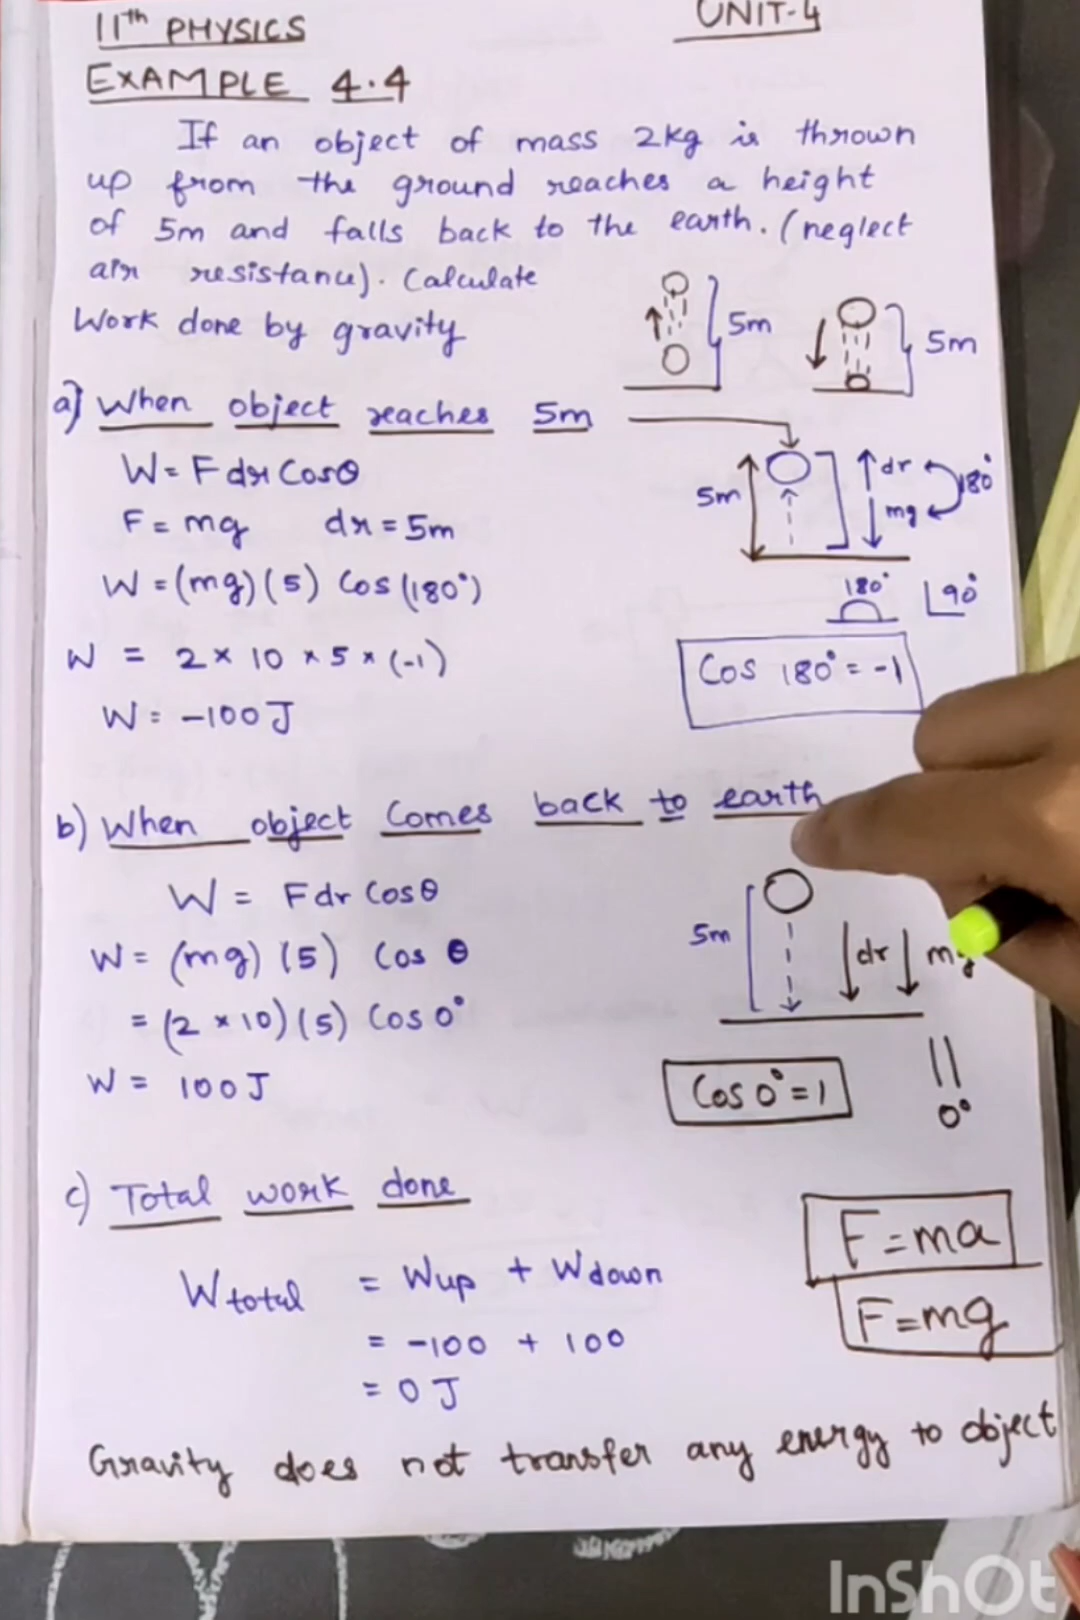 11th PHYSICS
UNIT-4
EXAMPLE 4.4
If an object of mass 2kg is thrown
up from the ground reaches a height
of 5m and falls back to the earth. (neglect
air resistance). Calculate
Work done by gravity
5m
5m
a) When object reaches 5m
W = F dr Cosθ
F = mg dr = 5m
W = (mg)(5) Cos (180°)
W = 2 × 10 × 5 × (-1)
W = -100 J
5m
dr
mg
180°
180°
90°
Cos 180° = -1
b) When object Comes back to earth
W = Fdr Cosθ
W = (mg) (5) Cos θ
= (2 × 10) (5) Cos 0°
W = 100 J
5m
dr
mg
Cos 0° = 1
0°
c) Total work done
W total = Wup + Wdown
= -100 + 100
= 0 J
F = ma
F = mg
Gravity does not transfer any energy to object
InShOt